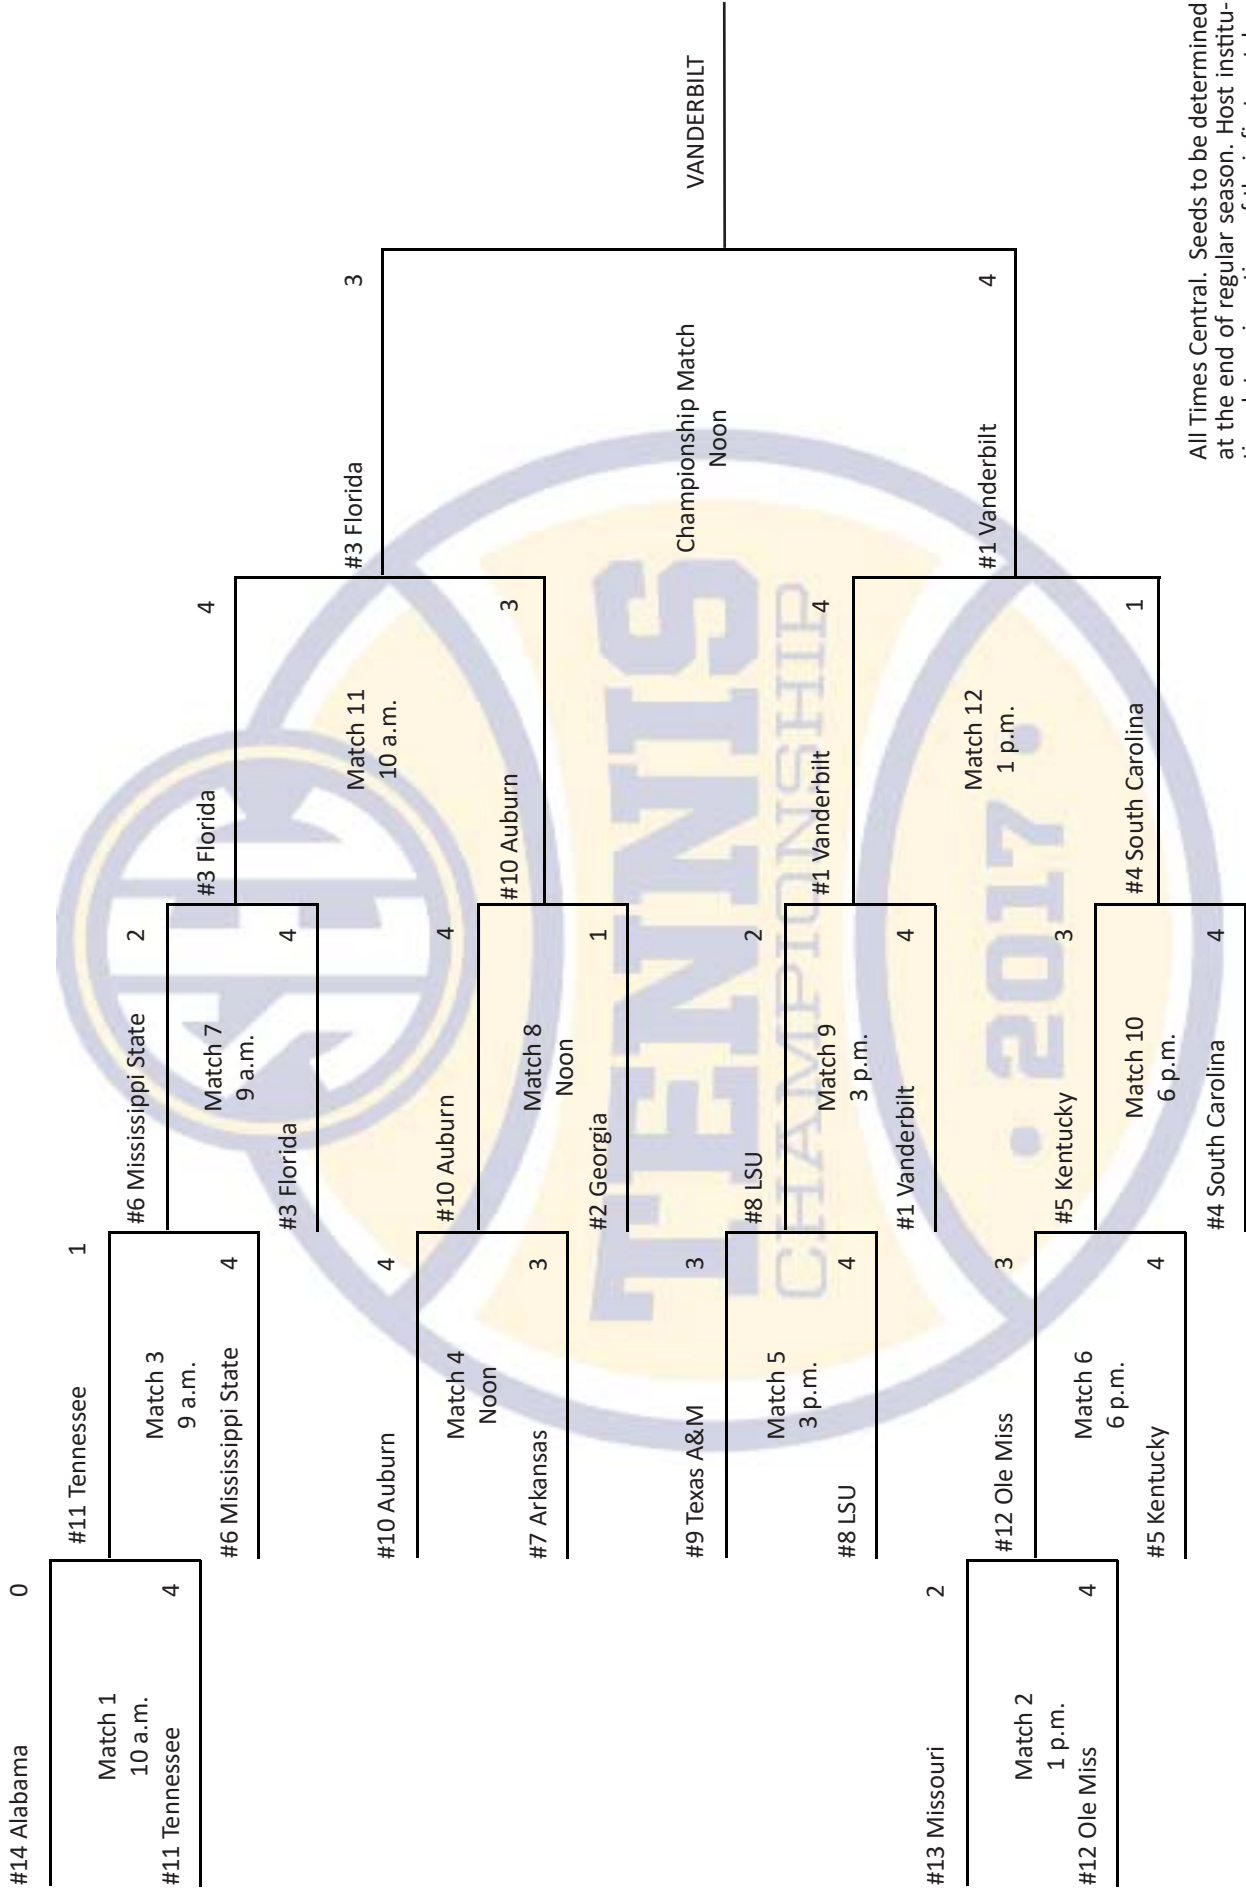 #14 Alabama
0
Match 1
10 a.m.
#11 Tennessee
4
#13 Missouri
2
Match 2
1 p.m.
#12 Ole Miss
4
#11 Tennessee
1
Match 3
9 a.m.
#6 Mississippi State
4
#10 Auburn
4
Match 4
Noon
#7 Arkansas
3
#9 Texas A&M
3
Match 5
3 p.m.
#8 LSU
4
#12 Ole Miss
3
Match 6
6 p.m.
#5 Kentucky
4
#6 Mississippi State
2
Match 7
9 a.m.
#3 Florida
4
#10 Auburn
4
Match 8
Noon
#2 Georgia
1
#8 LSU
2
Match 9
3 p.m.
#1 Vanderbilt
4
#5 Kentucky
3
Match 10
6 p.m.
#4 South Carolina
4
#3 Florida
4
Match 11
10 a.m.
#10 Auburn
3
#1 Vanderbilt
4
Match 12
1 p.m.
#4 South Carolina
1
#3 Florida
3
Championship Match
Noon
#1 Vanderbilt
4
VANDERBILT
SEC
TENNIS
CHAMPIONSHIP
• 2017 •
All Times Central. Seeds to be determined
at the end of regular season. Host institu-